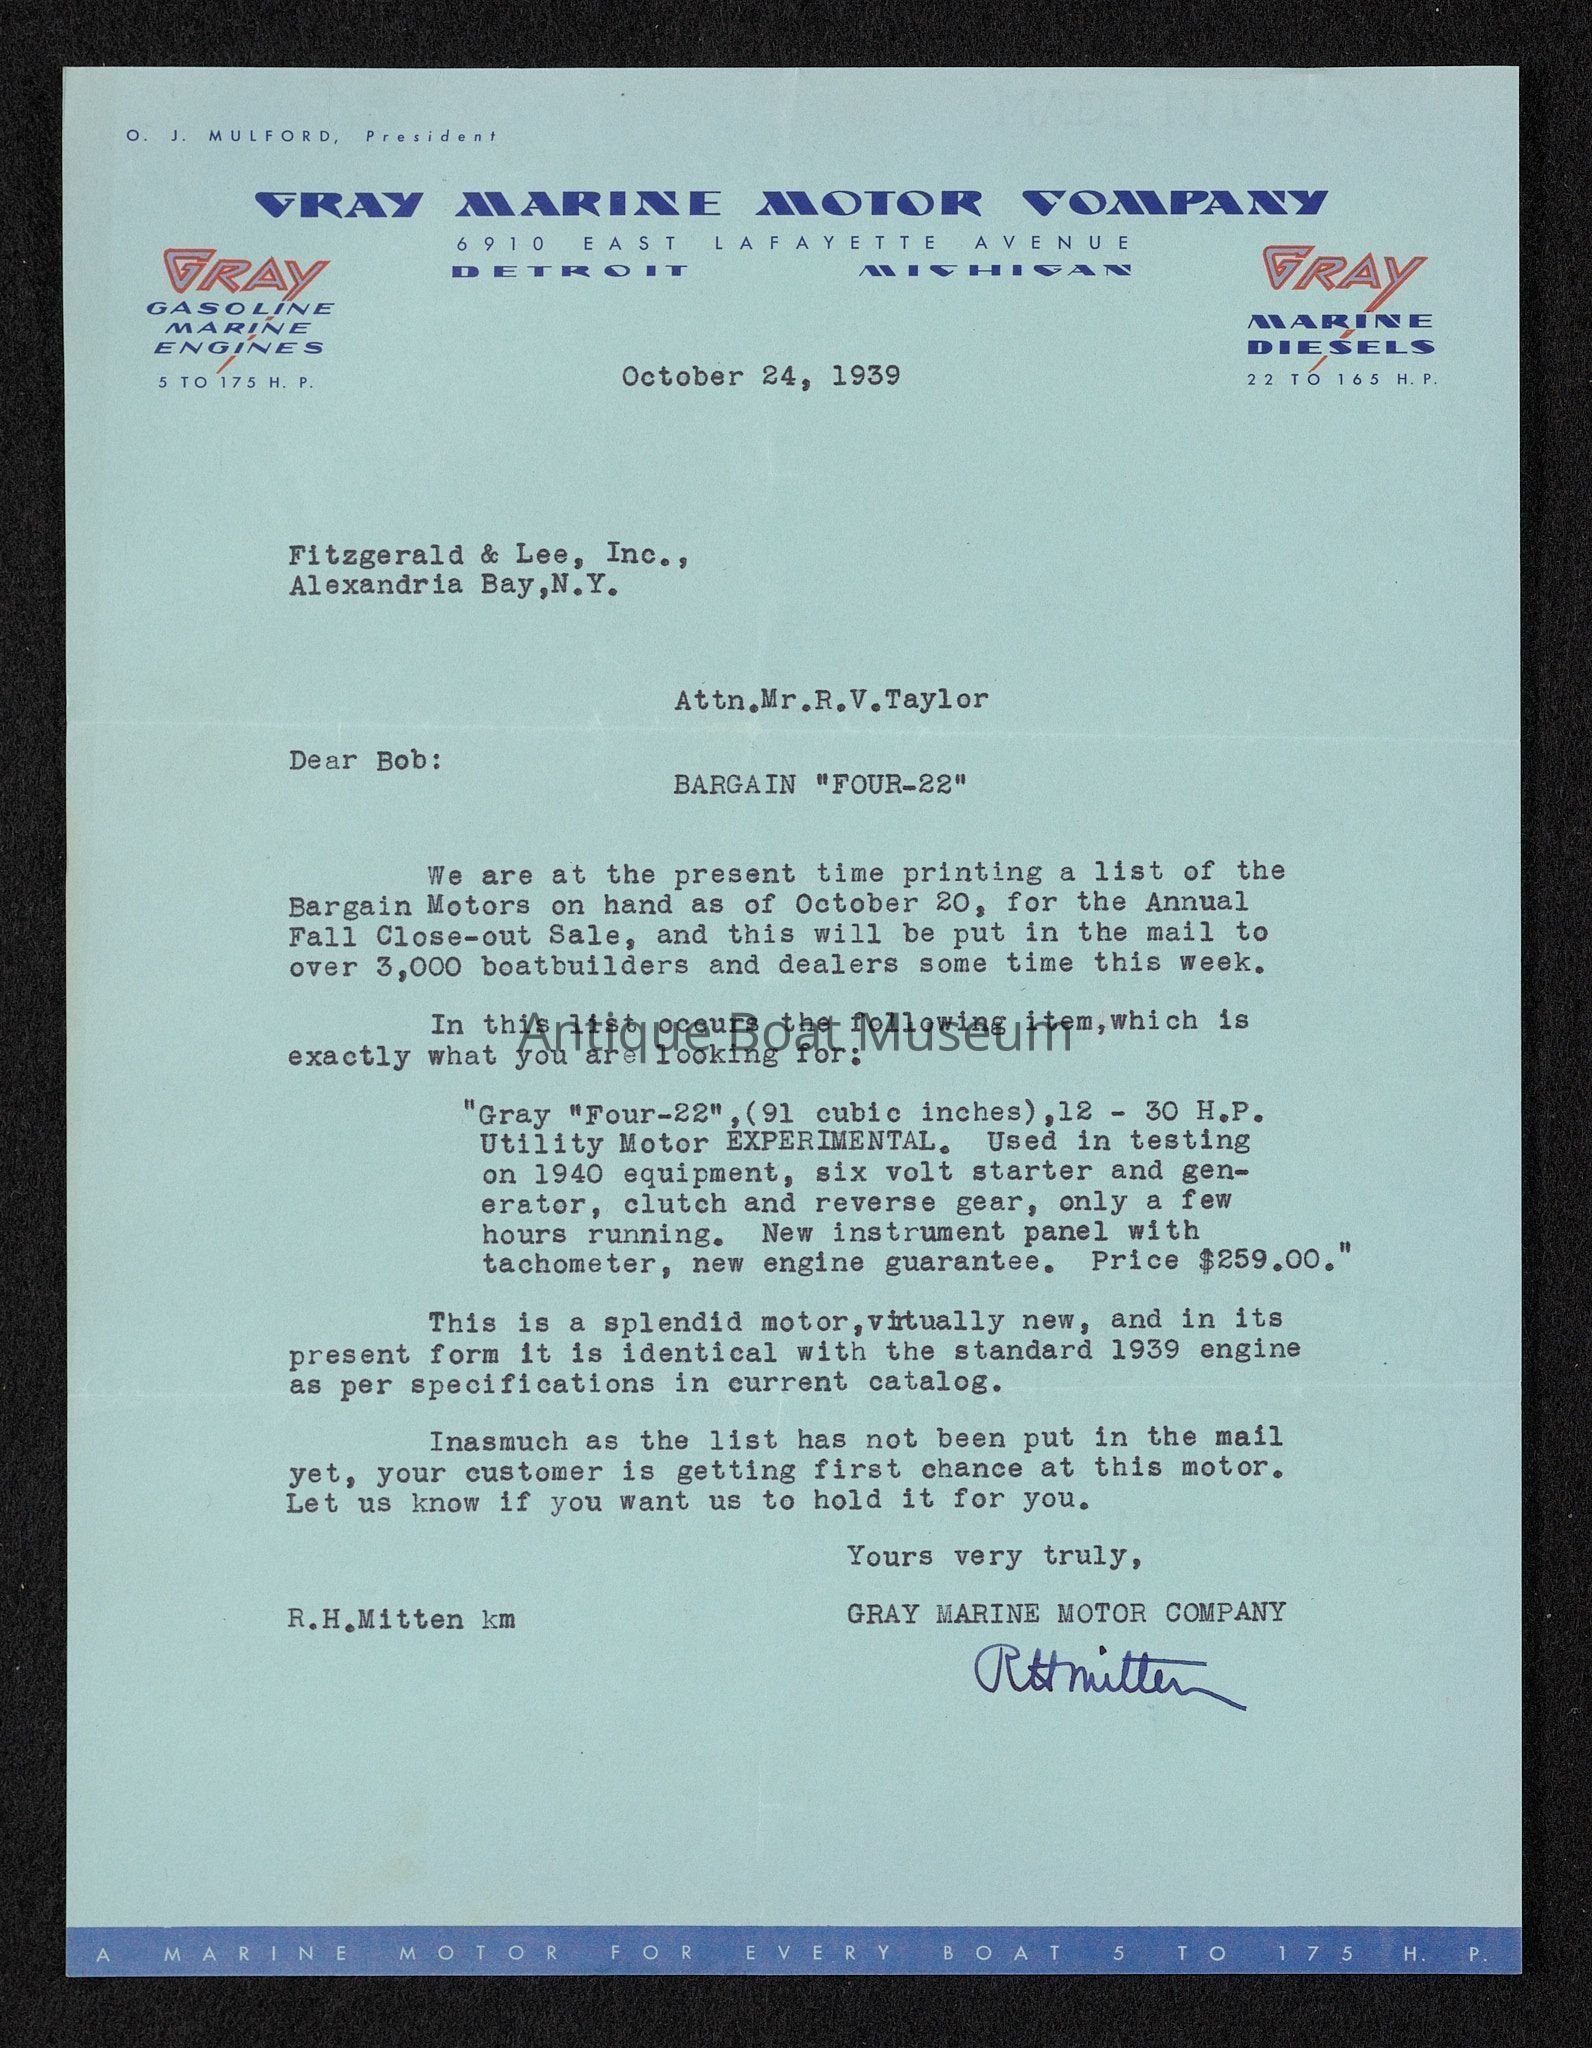 O. J. MULFORD, President
GRAY MARINE MOTOR COMPANY
6910 EAST LAFAYETTE AVENUE
DETROIT MICHIGAN
GRAY
GASOLINE
MARINE
ENGINES
5 TO 175 H. P.
GRAY
MARINE
DIESELS
22 TO 165 H. P.
October 24, 1939
Fitzgerald & Lee, Inc.,
Alexandria Bay,N.Y.
Attn.Mr.R.V.Taylor
Dear Bob:
BARGAIN "FOUR-22"
We are at the present time printing a list of the
Bargain Motors on hand as of October 20, for the Annual
Fall Close-out Sale, and this will be put in the mail to
over 3,000 boatbuilders and dealers some time this week.
In this list occurs the following item,which is
Antique Boat Museum
exactly what you are looking for:
"Gray "Four-22",(91 cubic inches),12 - 30 H.P.
Utility Motor EXPERIMENTAL. Used in testing
on 1940 equipment, six volt starter and gen-
erator, clutch and reverse gear, only a few
hours running. New instrument panel with
tachometer, new engine guarantee. Price $259.00."
This is a splendid motor,virtually new, and in its
present form it is identical with the standard 1939 engine
as per specifications in current catalog.
Inasmuch as the list has not been put in the mail
yet, your customer is getting first chance at this motor.
Let us know if you want us to hold it for you.
Yours very truly,
R.H.Mitten km GRAY MARINE MOTOR COMPANY
RHMitten
A MARINE MOTOR FOR EVERY BOAT 5 TO 175 H. P.